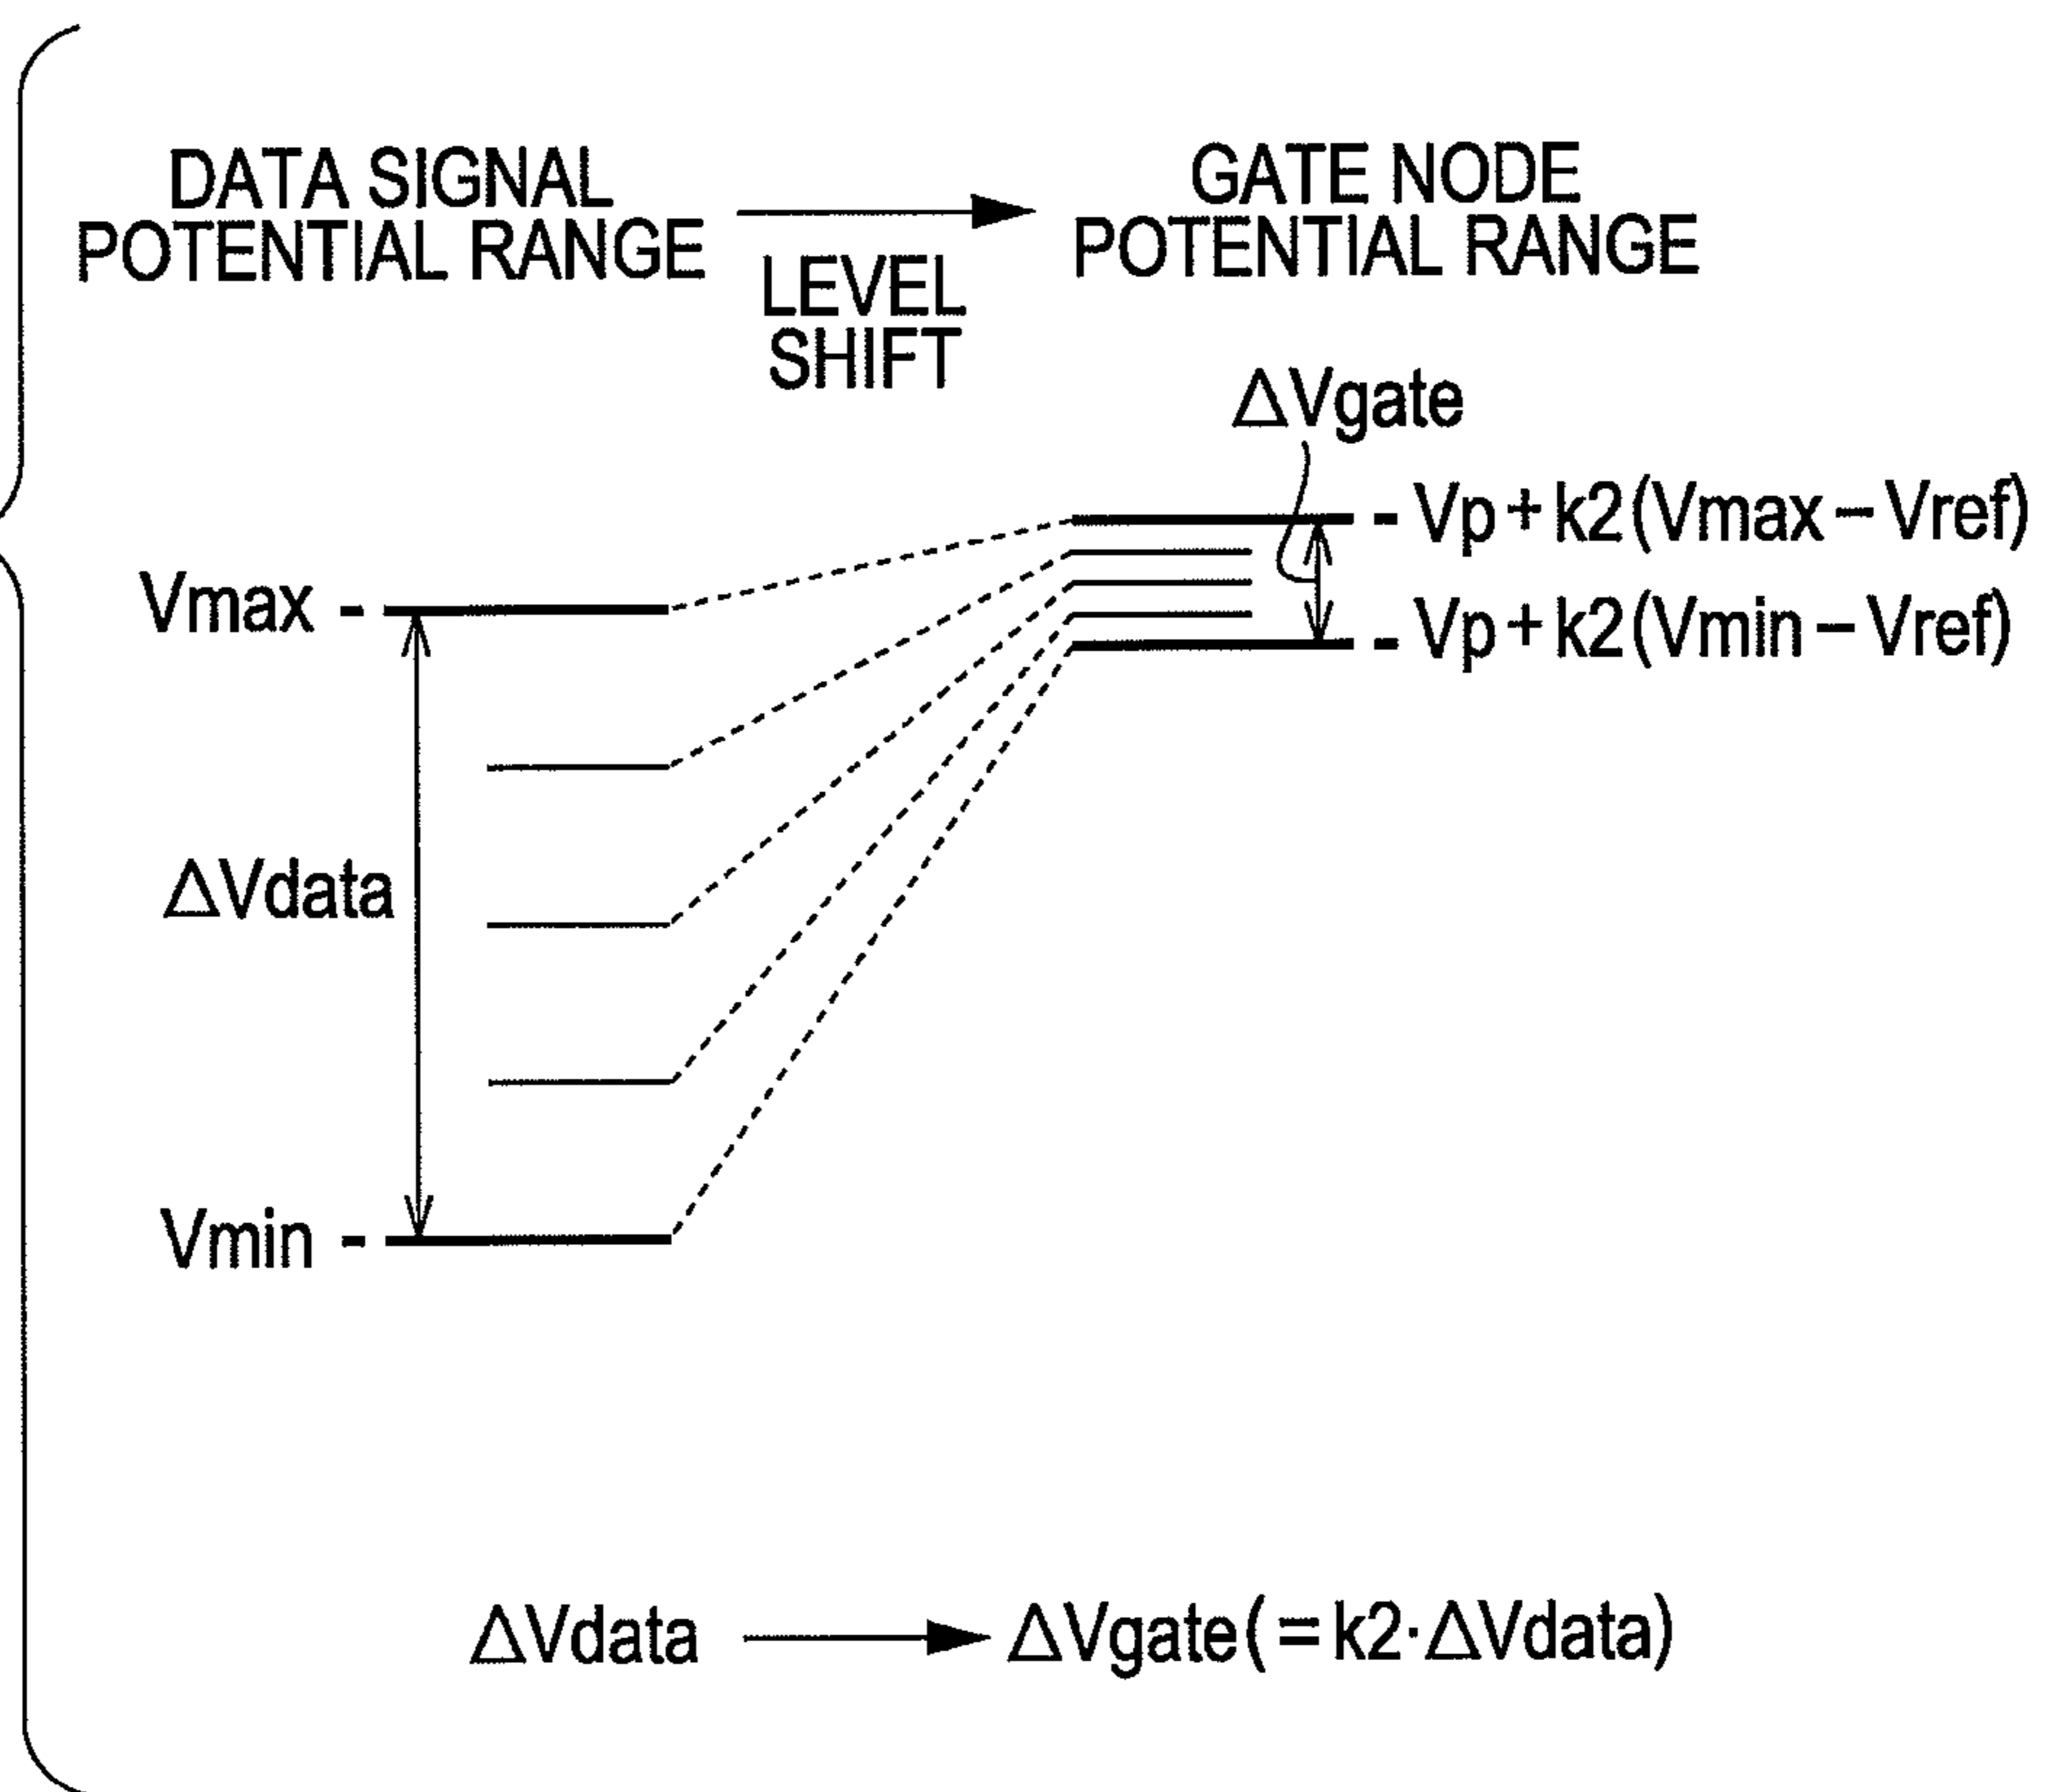 DATA SIGNAL
POTENTIAL RANGE
LEVEL
SHIFT
GATE NODE
POTENTIAL RANGE
ΔVgate
Vp+k2(Vmax-Vref)
Vp+k2(Vmin-Vref)
Vmax
ΔVdata
Vmin
ΔVdata
ΔVgate(=k2·ΔVdata)